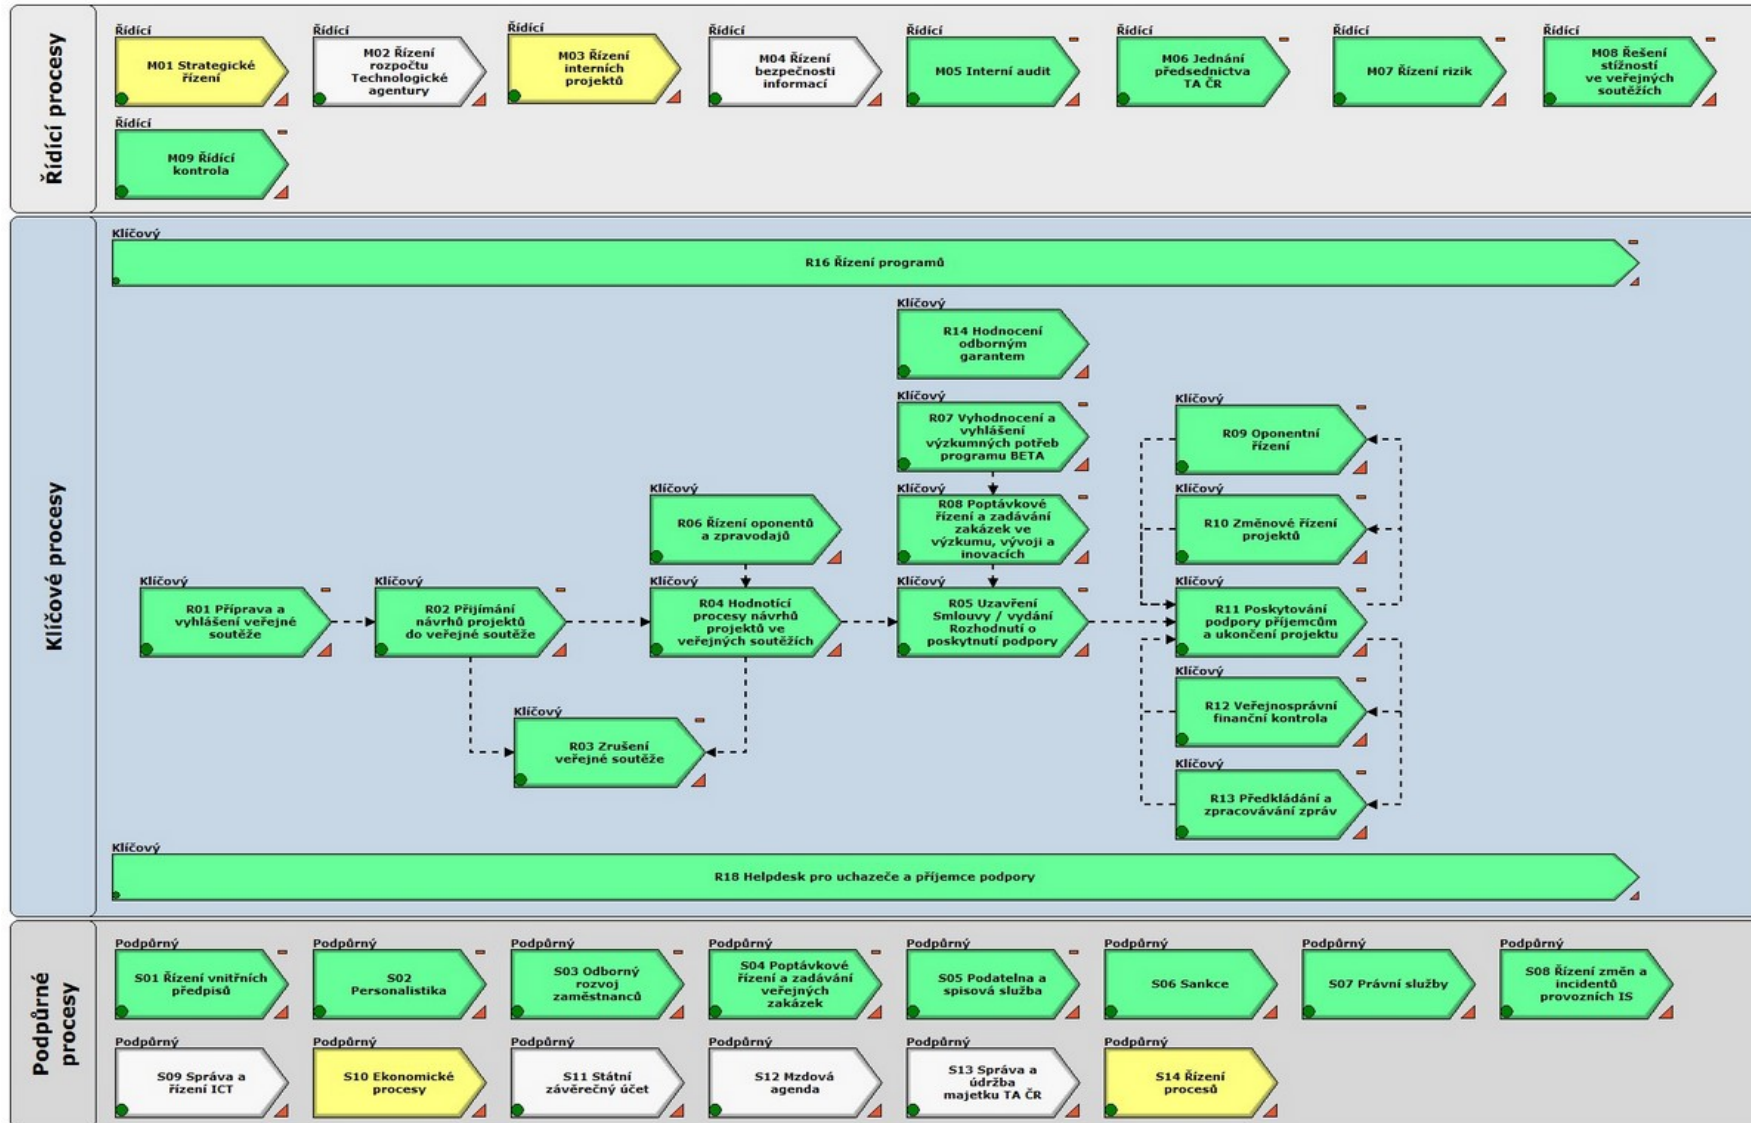 Řídící procesy
Řídící
M01 Strategické
řízení
Řídící
M02 Řízení
rozpočtu
Technologické
agentury
Řídící
M03 Řízení
interních
projektů
Řídící
M04 Řízení
bezpečnosti
informací
Řídící
M05 Interní audit
Řídící
M06 Jednání
předsednictva
TA ČR
Řídící
M07 Řízení rizik
Řídící
M08 Řešení
stížností
ve veřejných
soutěžích
Řídící
M09 Řídící
kontrola
Klíčové procesy
Klíčový
R16 Řízení programů
Klíčový
R14 Hodnocení
odborným
garantem
Klíčový
R07 Vyhodnocení a
vyhlášení
výzkumných potřeb
programu BETA
Klíčový
R09 Oponentní
řízení
Klíčový
R06 Řízení oponentů
a zpravodajů
Klíčový
R08 Poptávkové
řízení a zadávání
zakázek ve
výzkumu, vývoji a
inovacích
Klíčový
R10 Změnové řízení
projektů
Klíčový
R01 Příprava a
vyhlášení veřejné
soutěže
Klíčový
R02 Přijímání
návrhů projektů
do veřejné soutěže
Klíčový
R04 Hodnotící
procesy návrhů
projektů ve
veřejných soutěžích
Klíčový
R05 Uzavření
Smlouvy / vydání
Rozhodnutí o
poskytnutí podpory
Klíčový
R11 Poskytování
podpory příjemcům
a ukončení projektu
Klíčový
R03 Zrušení
veřejné soutěže
Klíčový
R12 Veřejnosprávní
finanční kontrola
Klíčový
R13 Předkládání a
zpracovávání zpráv
Klíčový
R18 Helpdesk pro uchazeče a příjemce podpory
Podpůrné
procesy
Podpůrný
S01 Řízení vnitřních
předpisů
Podpůrný
S02
Personalistika
Podpůrný
S03 Odborný
rozvoj
zaměstnanců
Podpůrný
S04 Poptávkové
řízení a zadávání
veřejných
zakázek
Podpůrný
S05 Podatelna a
spisová služba
Podpůrný
S06 Sankce
Podpůrný
S07 Právní služby
Podpůrný
S08 Řízení změn a
incidentů
provozních IS
Podpůrný
S09 Správa a
řízení ICT
Podpůrný
S10 Ekonomické
procesy
Podpůrný
S11 Státní
závěrečný účet
Podpůrný
S12 Mzdová
agenda
Podpůrný
S13 Správa a
údržba
majetku TA ČR
Podpůrný
S14 Řízení
procesů